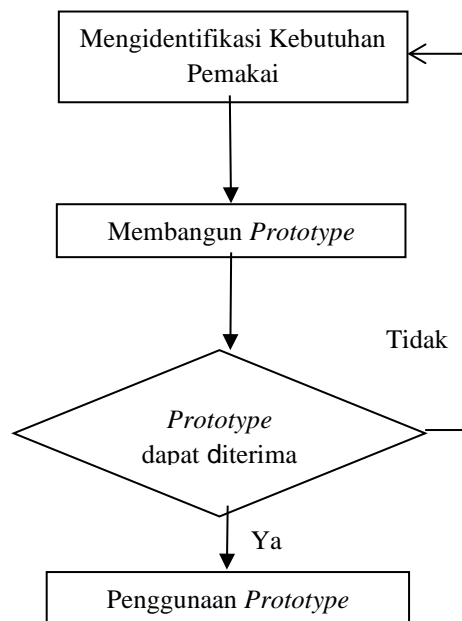 Mengidentifikasi Kebutuhan
Pemakai
Membangun Prototype
Tidak
Prototype
dapat diterima
Ya
Penggunaan Prototype